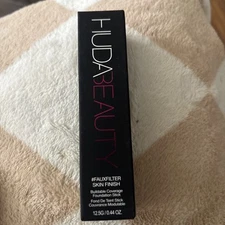 HUDABEAUTY
#FAUXFILTER
SKIN FINISH
Buildable Coverage
Foundation Stick
Fond De Teint Stick
Couvrance Modulable
12.5G/0.44 OZ.